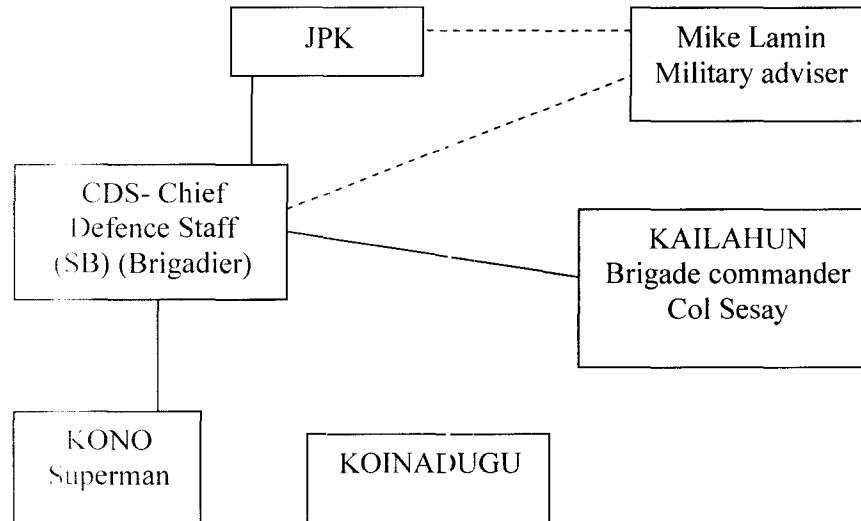 JPK
Mike Lamin
Military adviser
CDS- Chief
Defence Staff
(SB) (Brigadier)
KAILAHUN
Brigade commander
Col Sesay
KONO
Superman
KOINADUGU